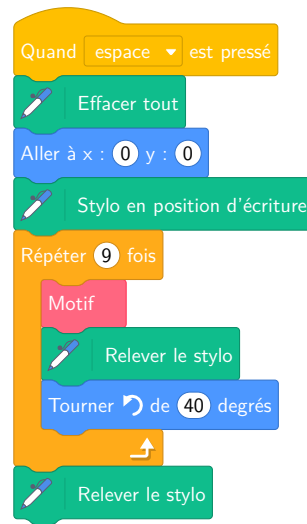 Quand espace est pressé
Effacer tout
Aller à x : 0 y : 0
Stylo en position d'écriture
Répéter 9 fois
Motif
Relever le stylo
Tourner de 40 degrés
Relever le stylo